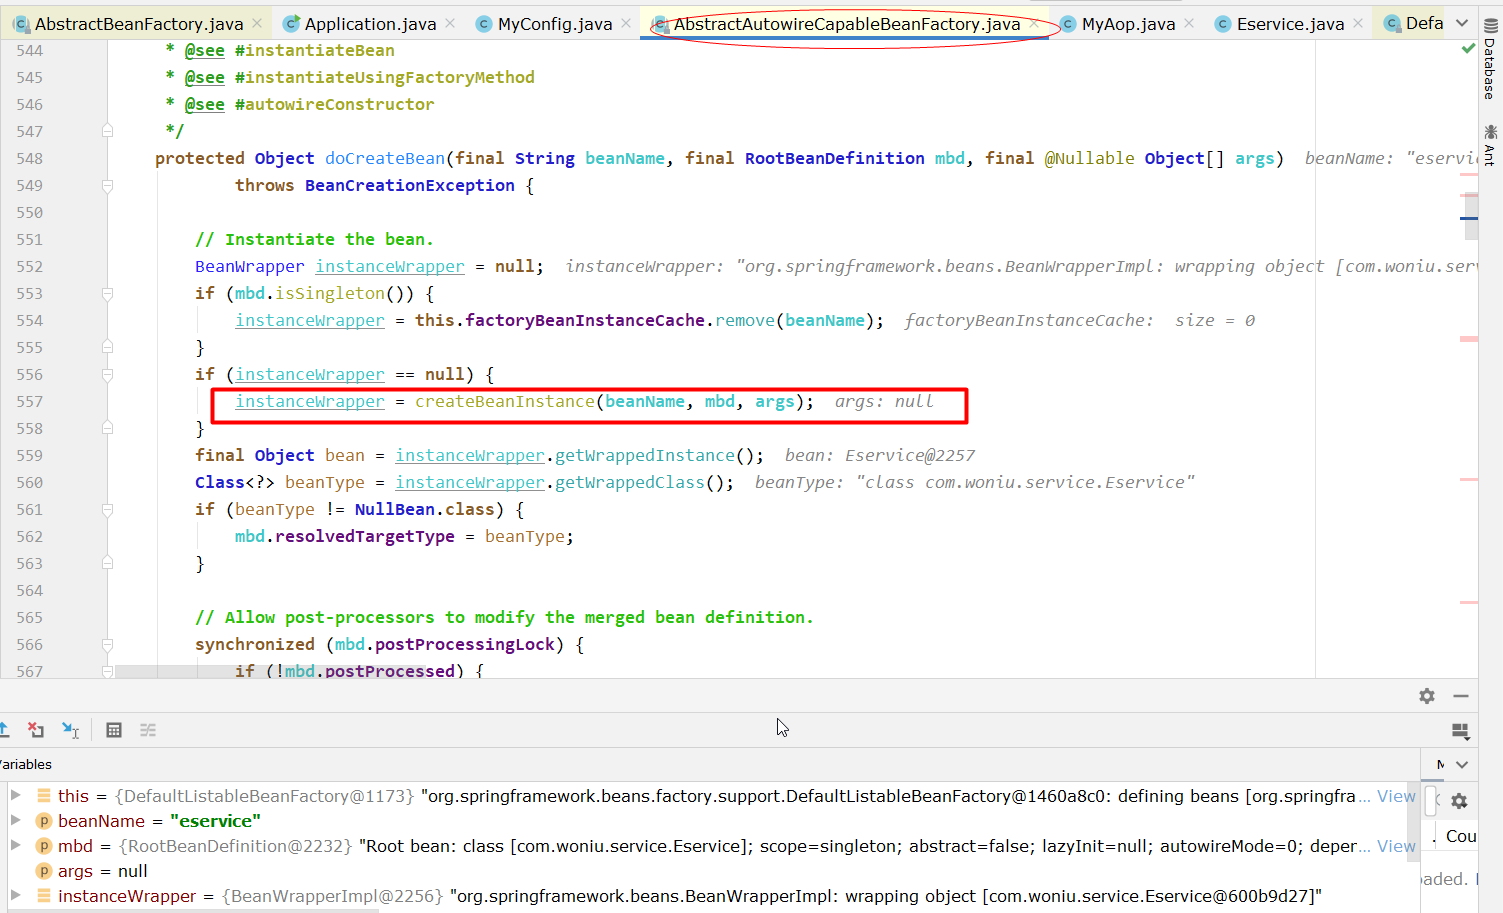 AbstractBeanFactory.java Application.java MyConfig.java AbstractAutowireCapableBeanFactory.java MyAop.java Eservice.java Defa
544 * @see #instantiateBean
545 * @see #instantiateUsingFactoryMethod
546 * @see #autowireConstructor
547 */
548 protected Object doCreateBean(final String beanName, final RootBeanDefinition mbd, final @Nullable Object[] args) beanName: "eservic
549 throws BeanCreationException {
550
551 // Instantiate the bean.
552 BeanWrapper instanceWrapper = null; instanceWrapper: "org.springframework.beans.BeanWrapperImpl: wrapping object [com.woniu.serv
553 if (mbd.isSingleton()) {
554 instanceWrapper = this.factoryBeanInstanceCache.remove(beanName); factoryBeanInstanceCache: size = 0
555 }
556 if (instanceWrapper == null) {
557 instanceWrapper = createBeanInstance(beanName, mbd, args); args: null
558 }
559 final Object bean = instanceWrapper.getWrappedInstance(); bean: Eservice@2257
560 Class<?> beanType = instanceWrapper.getWrappedClass(); beanType: "class com.woniu.service.Eservice"
561 if (beanType != NullBean.class) {
562 mbd.resolvedTargetType = beanType;
563 }
564
565 // Allow post-processors to modify the merged bean definition.
566 synchronized (mbd.postProcessingLock) {
567 if (!mbd.postProcessed) {
Database
Ant
ariables
this = {DefaultListableBeanFactory@1173} "org.springframework.beans.factory.support.DefaultListableBeanFactory@1460a8c0: defining beans [org.springfra... View
beanName = "eservice"
mbd = {RootBeanDefinition@2232} "Root bean: class [com.woniu.service.Eservice]; scope=singleton; abstract=false; lazyInit=null; autowireMode=0; deper... View
args = null
instanceWrapper = {BeanWrapperImpl@2256} "org.springframework.beans.BeanWrapperImpl: wrapping object [com.woniu.service.Eservice@600b9d27]"
Cou
oaded.